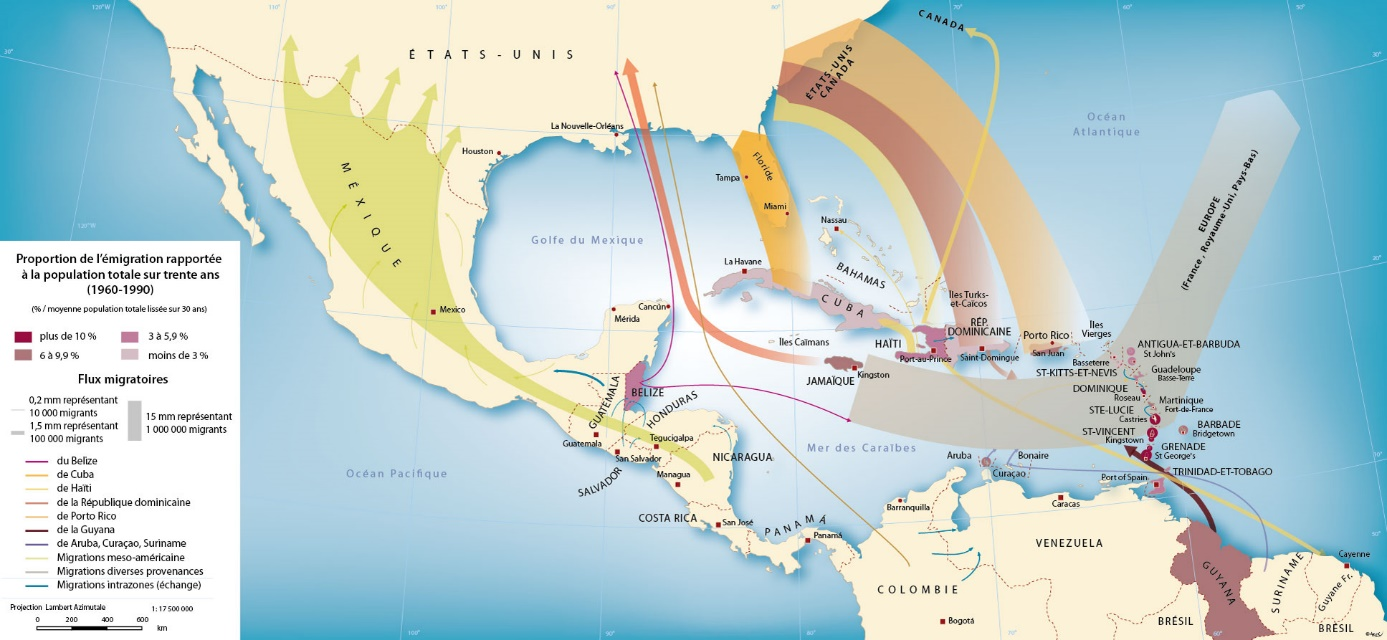 120°W
110°
90°
80°
70°
60°
50°
30°
30°
CANADA
ÉTATS-UNIS
ÉTATS-UNIS
CANADA
Océan
Atlantique
La Nouvelle-Orléans
Houston
MÉXIQUE
Tampa
Floride
Miami
Nassau
EUROPE
(France, Royaume-Uni, Pays-Bas)
120°W
Golfe du Mexique
La Havane
BAHAMAS
CUBA
Îles Turks-
et-Caïcos
Mexico
Cancún
Mérida
Îles Caïmans
HAÏTI
Port-au-Prince
RÉP.
DOMINICAINE
Saint-Domingue
Porto Rico
San Juan
Îles
Vierges
Basseterre
ST-KITTS-ET-NEVIS
ANTIGUA-ET-BARBUDA
St John's
Guadeloupe
Basse-Terre
JAMAÏQUE
Kingston
DOMINIQUE
Roseau
Martinique
Fort-de-France
STE-LUCIE
Castries
BARBADE
Bridgetown
ST-VINCENT
Kingstown
GRENADE
St George's
TRINIDAD-ET-TOBAGO
Port of Spain
BELIZE
GUATEMALA
HONDURAS
Guatemala
Tegucigalpa
San Salvador
SALVADOR
NICARAGUA
Managua
Mer des Caraïbes
Aruba
Bonaire
Curaçao
Océan Pacifique
COSTA RICA
San José
PANAMÁ
Panamá
Barranquilla
Caracas
VENEZUELA
COLOMBIE
Bogotá
GUYANA
SURINAME
Guyane Fr.
Cayenne
BRÉSIL
BRÉSIL
Proportion de l'émigration rapportée
à la population totale sur trente ans
(1960-1990)
(% / moyenne population totale lissée sur 30 ans)
plus de 10 %
3 à 5,9 %
6 à 9,9 %
moins de 3 %
Flux migratoires
0,2 mm représentant
10 000 migrants
1,5 mm représentant
100 000 migrants
15 mm représentant
1 000 000 migrants
du Belize
de Cuba
de Haïti
de la République dominicaine
de Porto Rico
de la Guyana
de Aruba, Curaçao, Suriname
Migrations meso-américaine
Migrations diverses provenances
Migrations intrazones (échange)
Projection Lambert Azimutale
1: 17 500 000
0 200 400 600
km